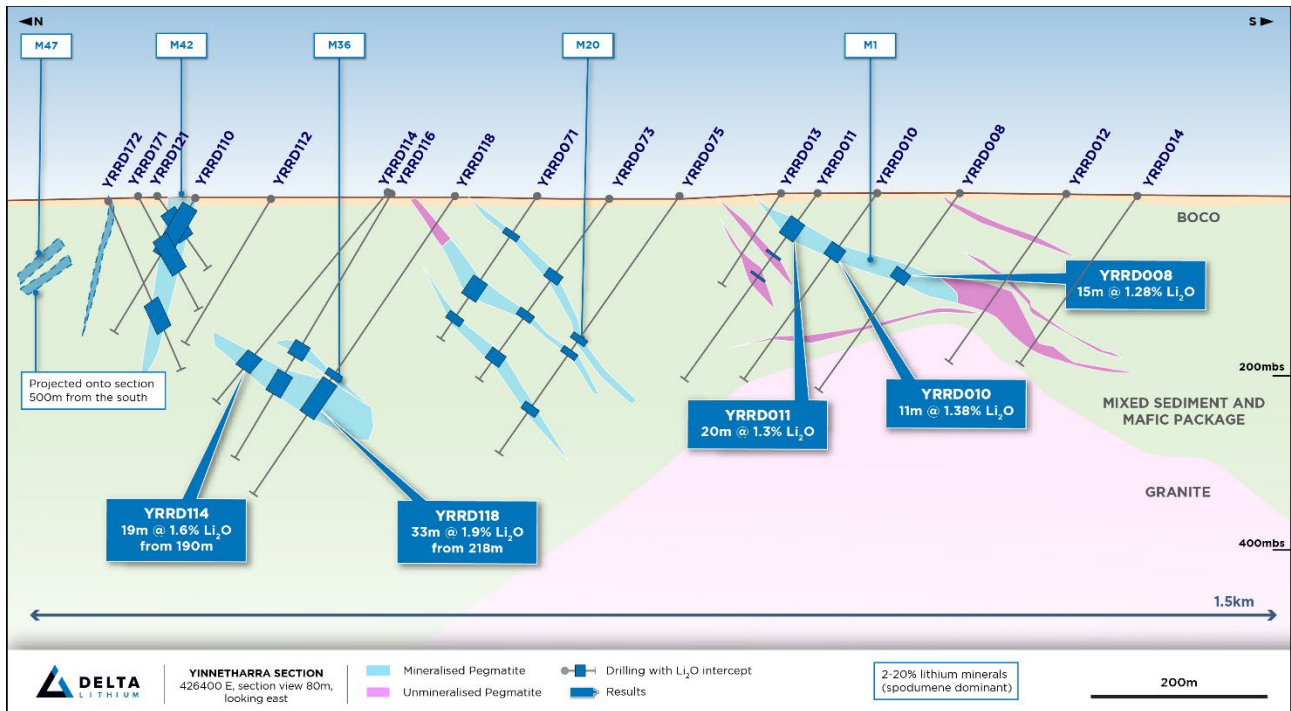 N
S
M47
M42
M36
M20
M1
YRRD172
YRRD171
YRRD121
YRRD110
YRRD112
YRRD114
YRRD116
YRRD118
YRRD071
YRRD073
YRRD075
YRRD013
YRRD011
YRRD010
YRRD008
YRRD012
YRRD014
BOCO
YRRD008
15m @ 1.28% Li₂O
Projected onto section
500m from the south
200mbs
YRRD010
11m @ 1.38% Li₂O
YRRD011
20m @ 1.3% Li₂O
MIXED SEDIMENT AND
MAFIC PACKAGE
GRANITE
YRRD114
19m @ 1.6% Li₂O
from 190m
YRRD118
33m @ 1.9% Li₂O
from 218m
400mbs
1.5km
DELTA
LITHIUM
YINNETHARRA SECTION
426400 E, section view 80m,
looking east
Mineralised Pegmatite
Unmineralised Pegmatite
Drilling with Li₂O intercept
Results
2-20% lithium minerals
(spodumene dominant)
200m